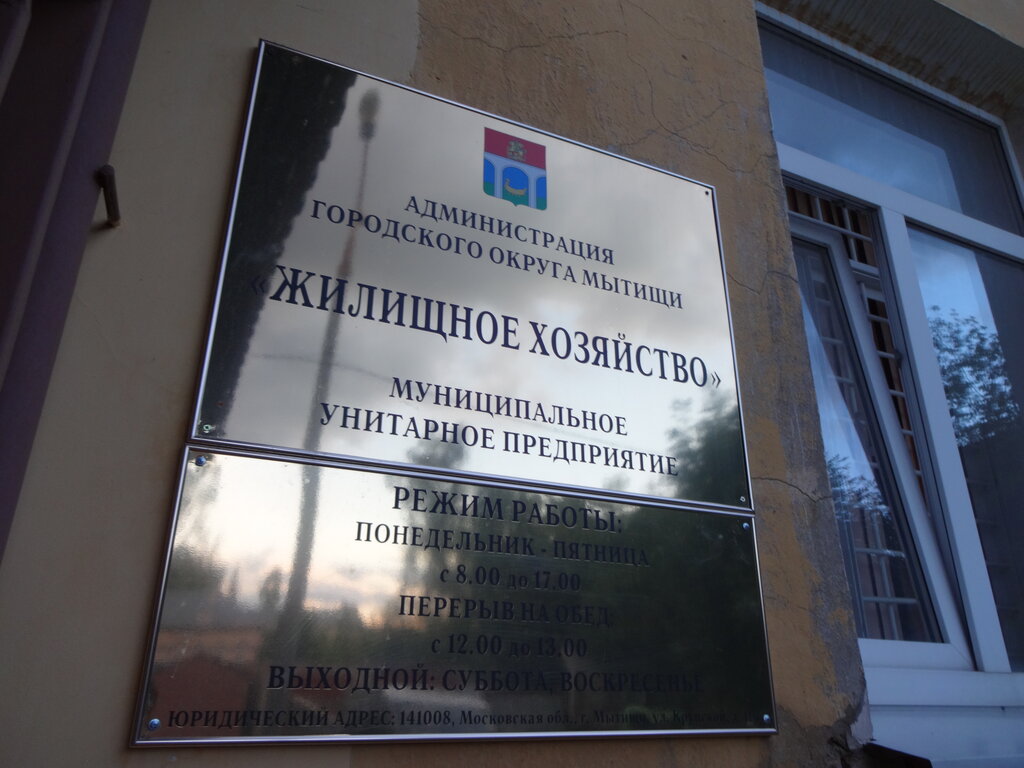 АДМИНИСТРАЦИЯ
ГОРОДСКОГО ОКРУГА МЫТИЩИ
«ЖИЛИЩНОЕ ХОЗЯЙСТВО»
МУНИЦИПАЛЬНОЕ
УНИТАРНОЕ ПРЕДПРИЯТИЕ
РЕЖИМ РАБОТЫ:
ПОНЕДЕЛЬНИК - ПЯТНИЦА
с 8.00 до 17.00
ПЕРЕРЫВ НА ОБЕД:
с 12.00 до 13.00
ВЫХОДНОЙ: СУББОТА, ВОСКРЕСЕНЬЕ
ЮРИДИЧЕСКИЙ АДРЕС: 141008, Московская обл., г. Мытищи, ул.